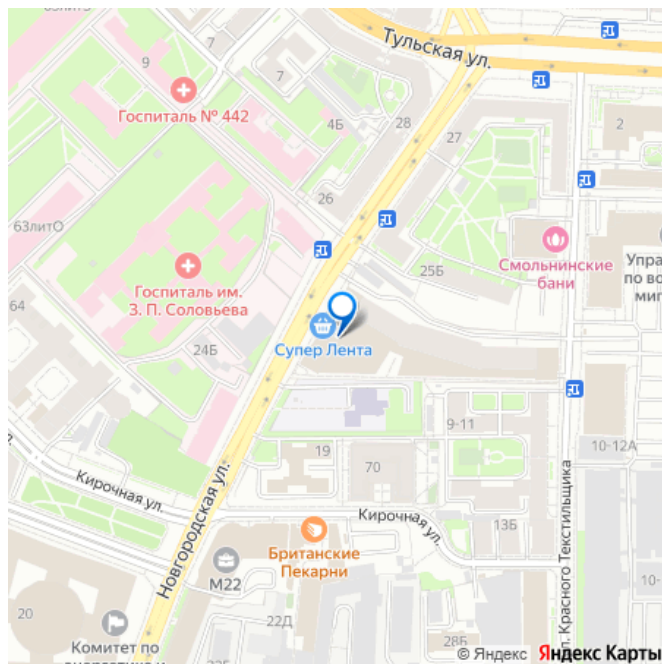 63литЗ
Тульская ул.
9
7
Госпиталь № 442
7
4Б
28
27
2
26
63литО
Смольнинские
бани
Упра
по во
миг
25Б
Госпиталь им.
З. П. Соловьева
64
Супер Лента
24Б
9-11
10-12А
19
70
Кирочная ул.
Новгородская ул.
Кирочная ул.
13Б
ул. Красного Текстильщика
Британские
Пекарни
М22
10-
20
22Д
Комитет по
28Б
© Яндекс Яндекс Карты